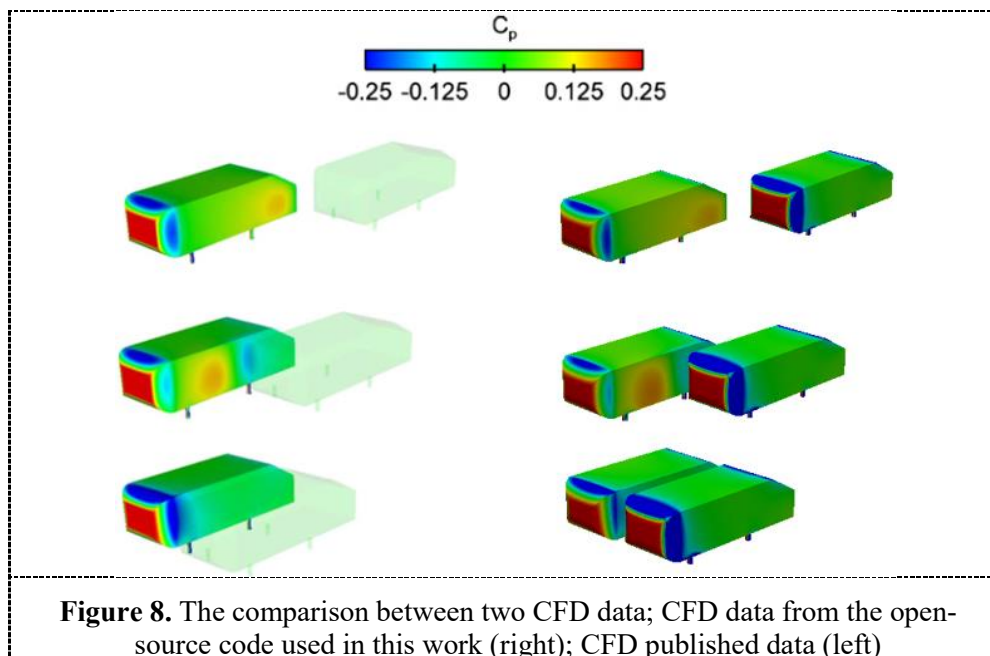 Cp
-0.25 -0.125 0 0.125 0.25
Figure 8. The comparison between two CFD data; CFD data from the open-
source code used in this work (right); CFD published data (left)